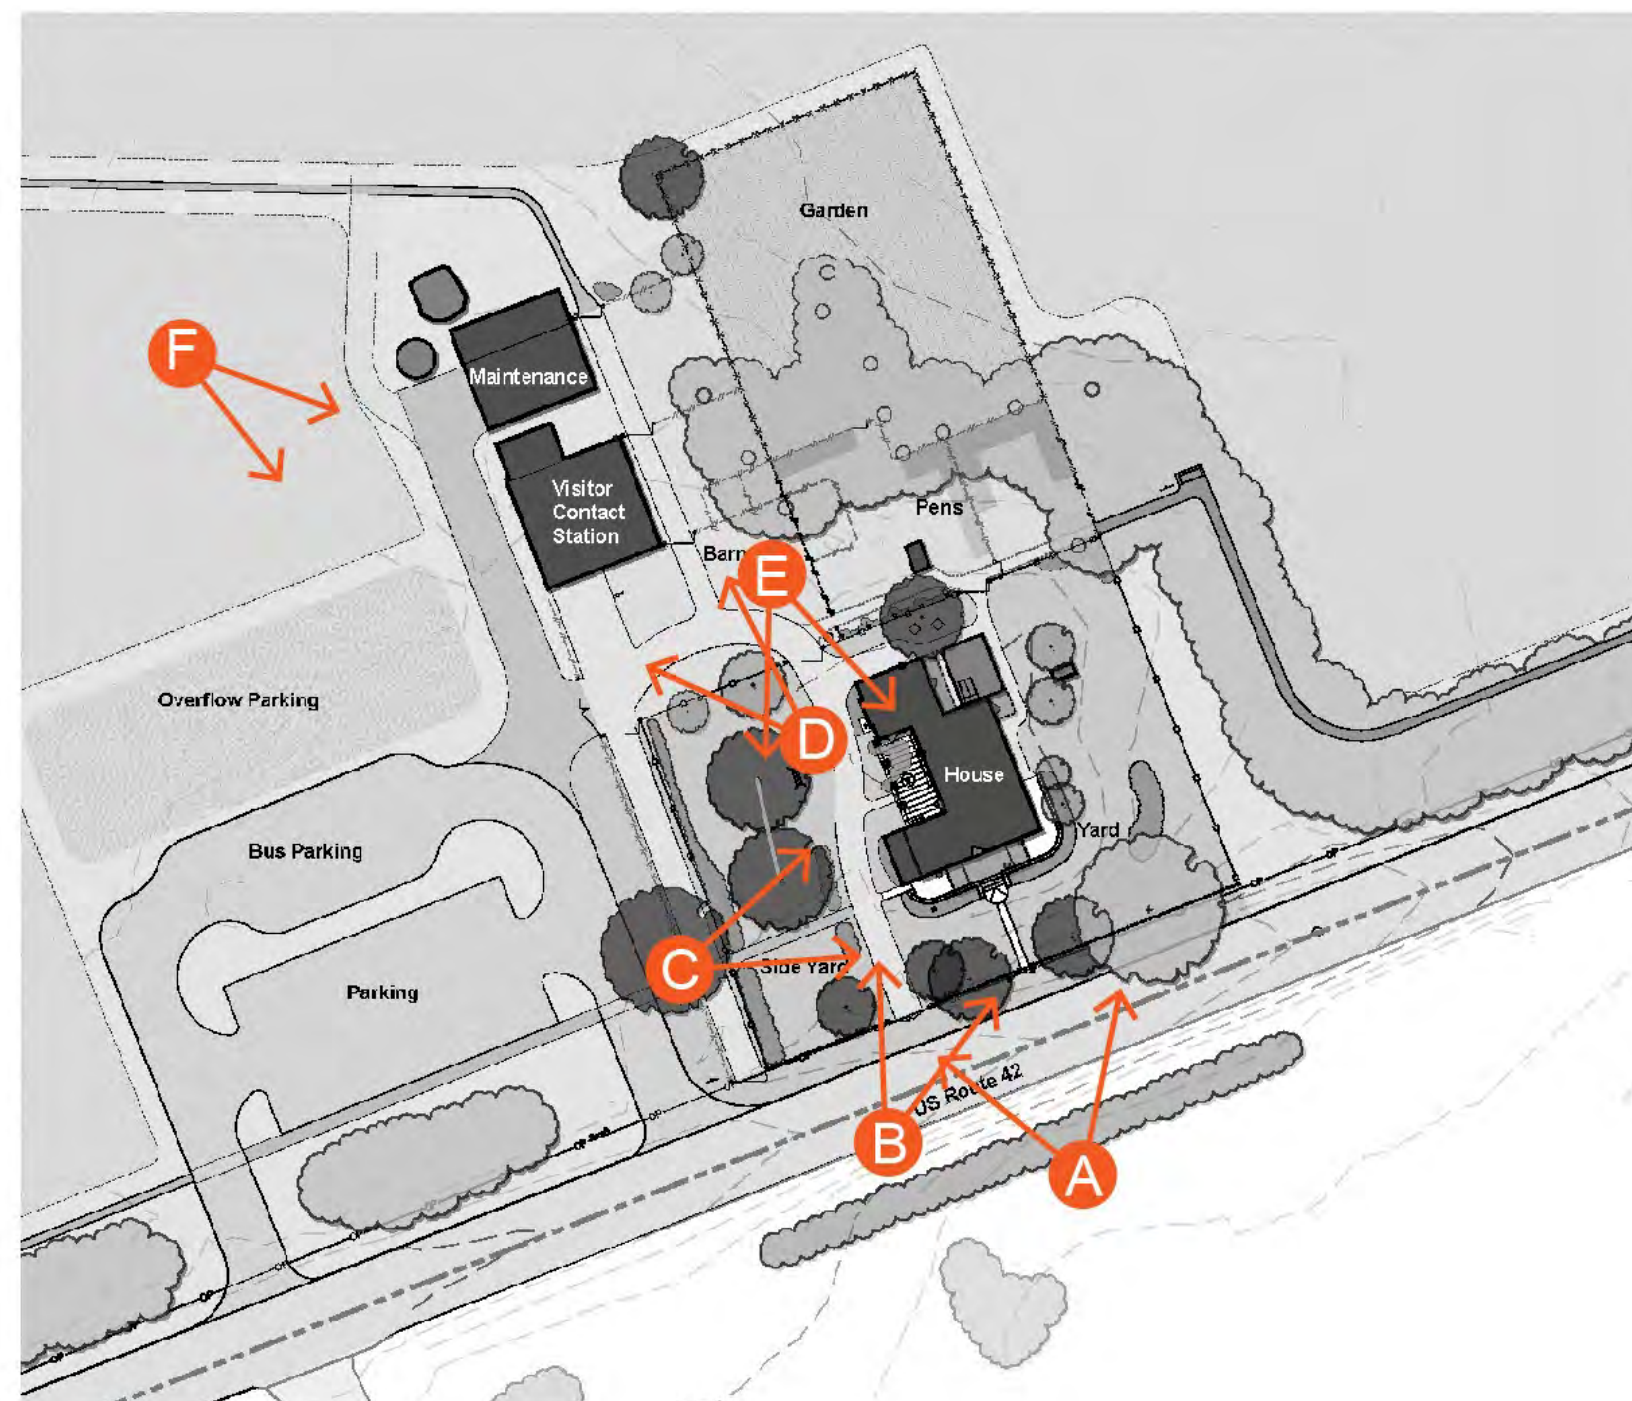 Garden
F
Maintenance
Visitor
Contact
Station
Pens
Barn
E
Overflow Parking
D
House
Yard
Bus Parking
C
Side Yard
Parking
US Route 42
B
A